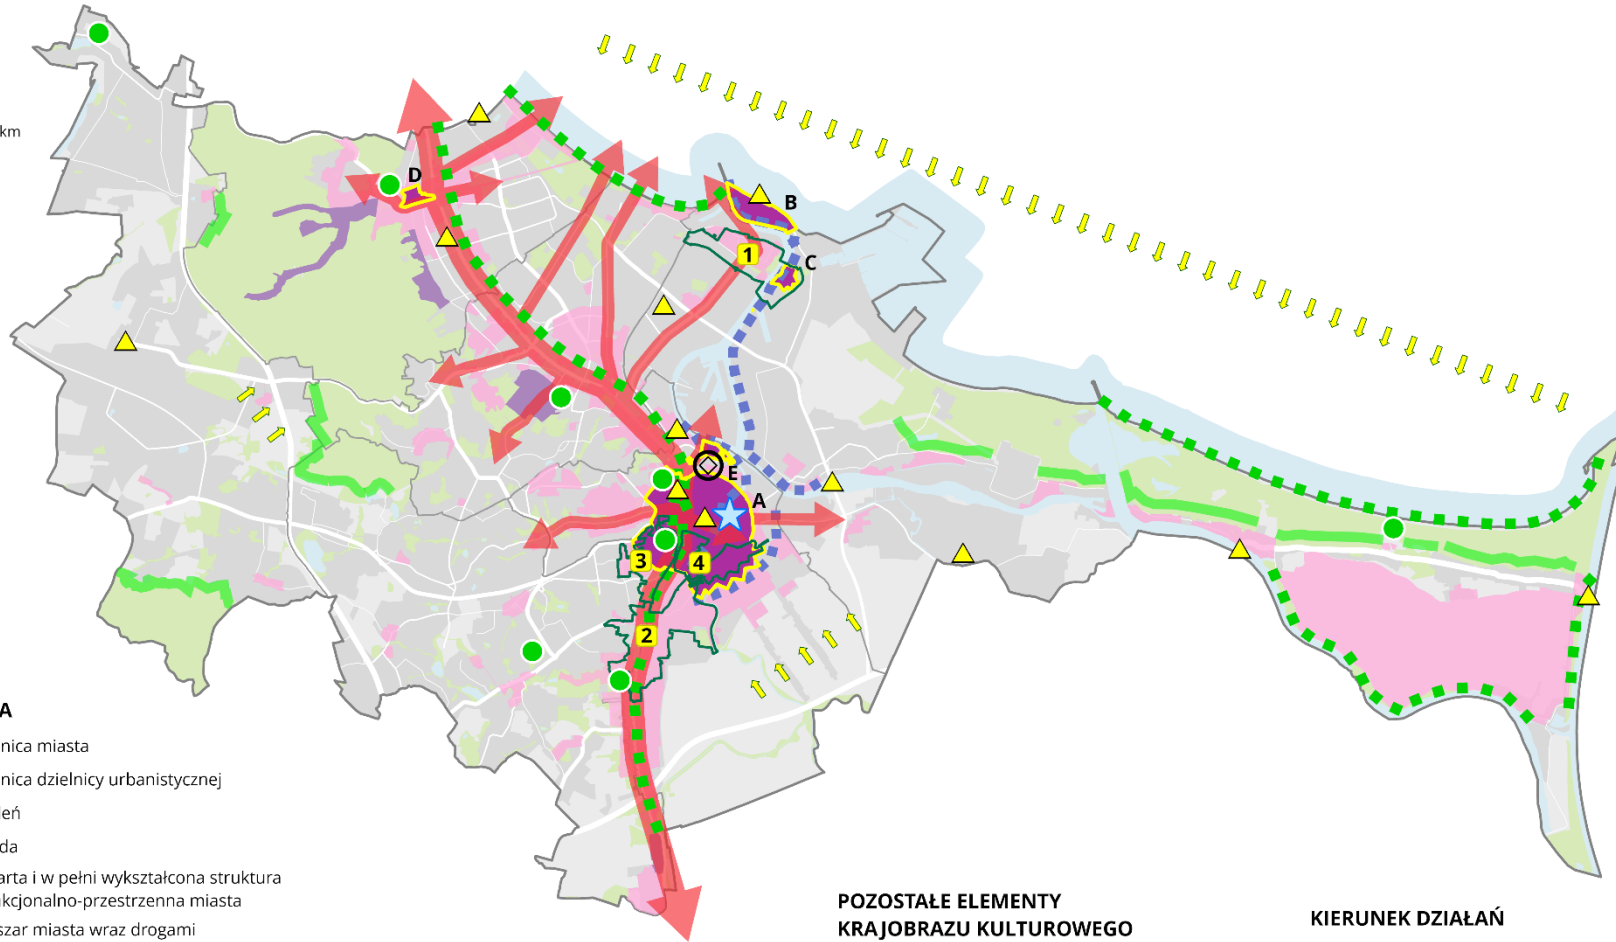 km
D
B
1
C
E
A
3
4
2
A
nica miasta
nica dzielnicy urbanistycznej
leń
da
arta i w pełni wykształcona struktura
kcjonalno-przestrzenna miasta
szar miasta wraz drogami
POZOSTAŁE ELEMENTY
KRAJOBRAZU KULTUROWEGO
KIERUNEK DZIAŁAŃ